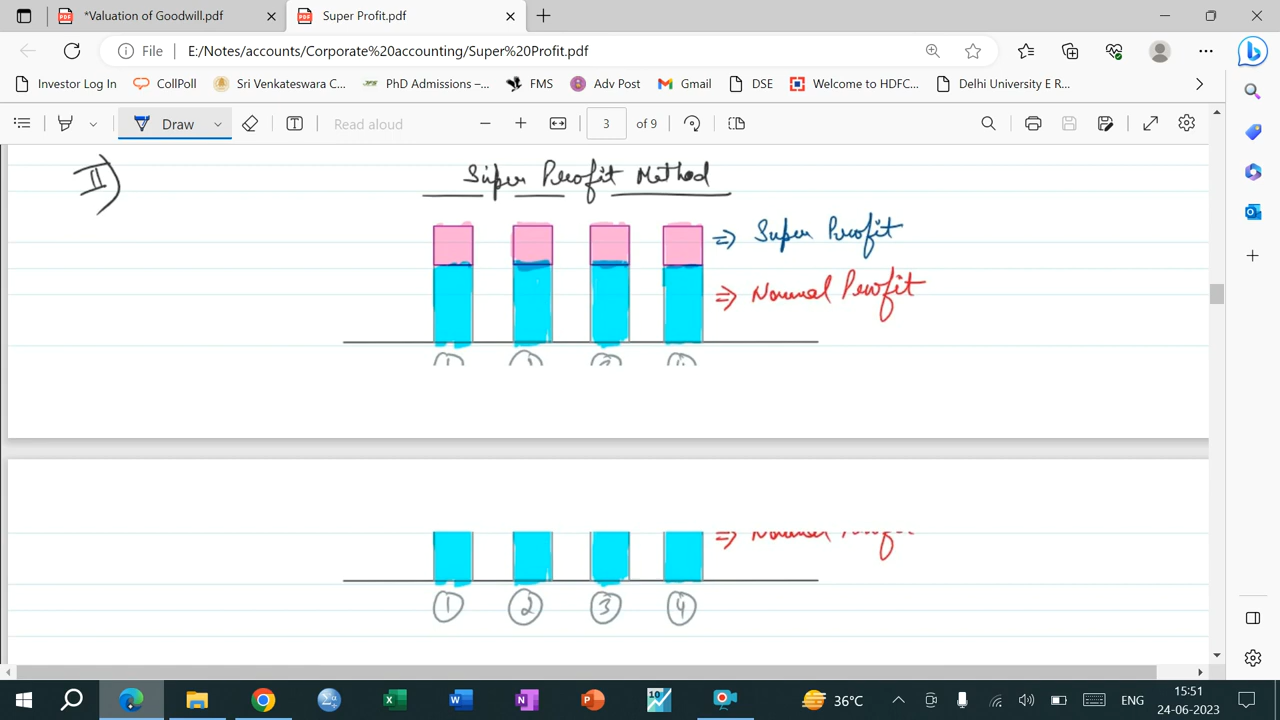 *Valuation of Goodwill.pdf
Super Profit.pdf
File
E:/Notes/accounts/Corporate%20accounting/Super%20Profit.pdf
Investor Log In
CollPoll
Sri Venkateswara C...
PhD Admissions –...
FMS
Adv Post
Gmail
DSE
Welcome to HDFC...
Delhi University E R...
Draw
Read aloud
3 of 9
II) Super Profit Method
⇒ Super Profit
⇒ Normal Profit
⇒ Normal Profit
1 2 3 4
36°C
ENG
15:51
24-06-2023